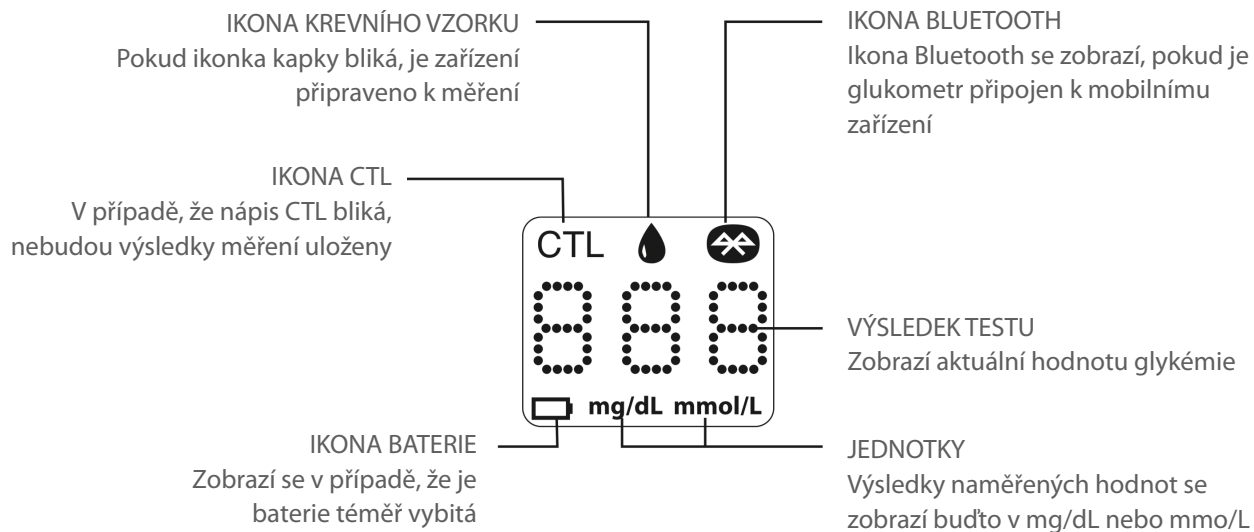 IKONA KREVNÍHO VZORKU
Pokud ikonka kapky bliká, je zařízení
připraveno k měření
IKONA BLUETOOTH
Ikona Bluetooth se zobrazí, pokud je
glukometr připojen k mobilnímu
zařízení
IKONA CTL
V případě, že nápis CTL bliká,
nebudou výsledky měření uloženy
CTL
888
mg/dL mmol/L
VÝSLEDEK TESTU
Zobrazí aktuální hodnotu glykémie
IKONA BATERIE
Zobrazí se v případě, že je
baterie téměř vybitá
JEDNOTKY
Výsledky naměřených hodnot se
zobrazí buďto v mg/dL nebo mmo/L